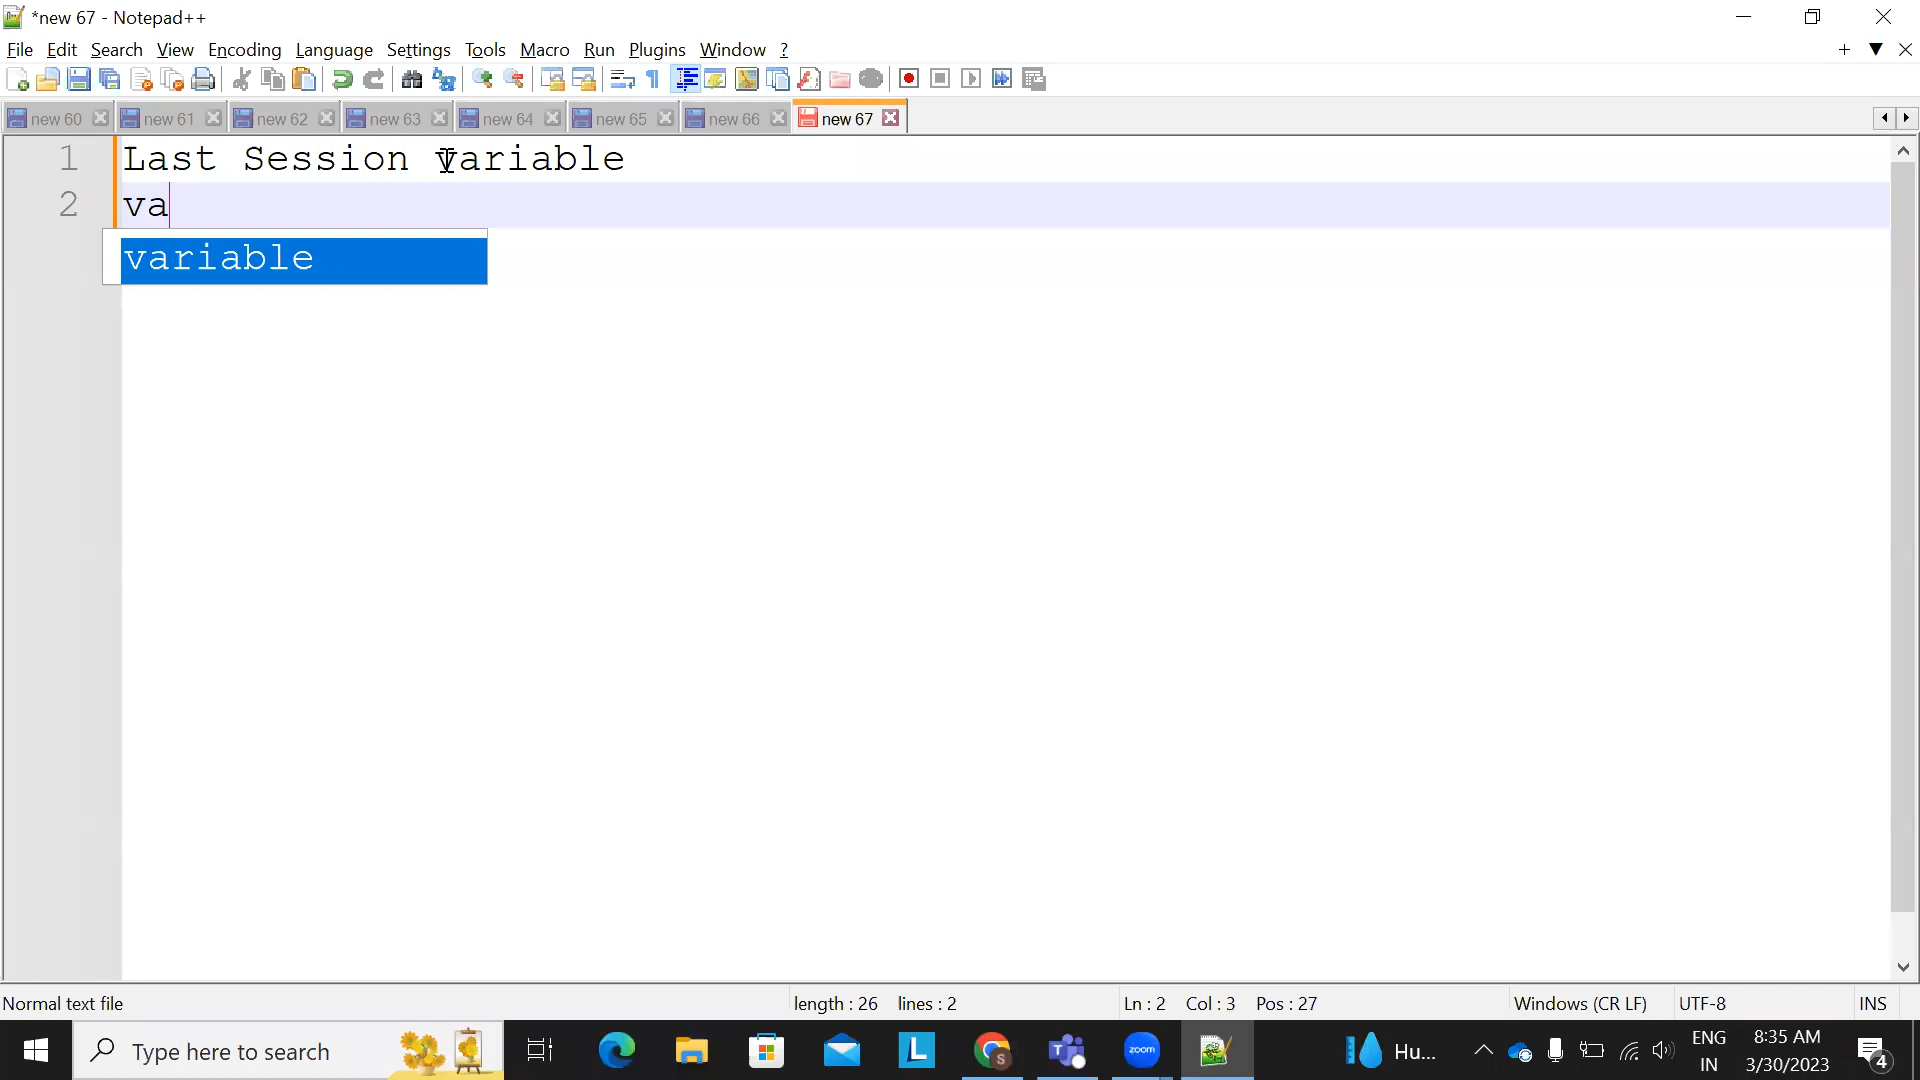 *new 67 - Notepad++
File Edit Search View Encoding Language Settings Tools Macro Run Plugins Window ?
new 60 new 61 new 62 new 63 new 64 new 65 new 66 new 67
1 Last Session variable
2 va
variable
Normal text file length : 26 lines : 2 Ln : 2 Col : 3 Pos : 27 Windows (CR LF) UTF-8 INS
Type here to search L T S zoom Hu... ENG 8:35 AM
IN 3/30/2023 4